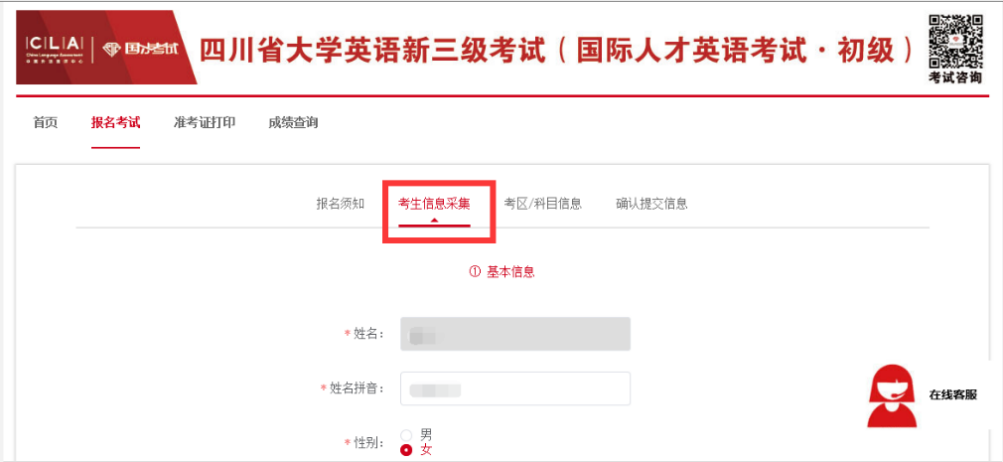 CLA
China Language Assessment
国才考试
四川省大学英语新三级考试（国际人才英语考试·初级）
考试咨询
首页 报名考试 准考证打印 成绩查询
报名须知 考生信息采集 考区/科目信息 确认提交信息
① 基本信息
*姓名：
*姓名拼音：
在线客服
*性别： 男
女